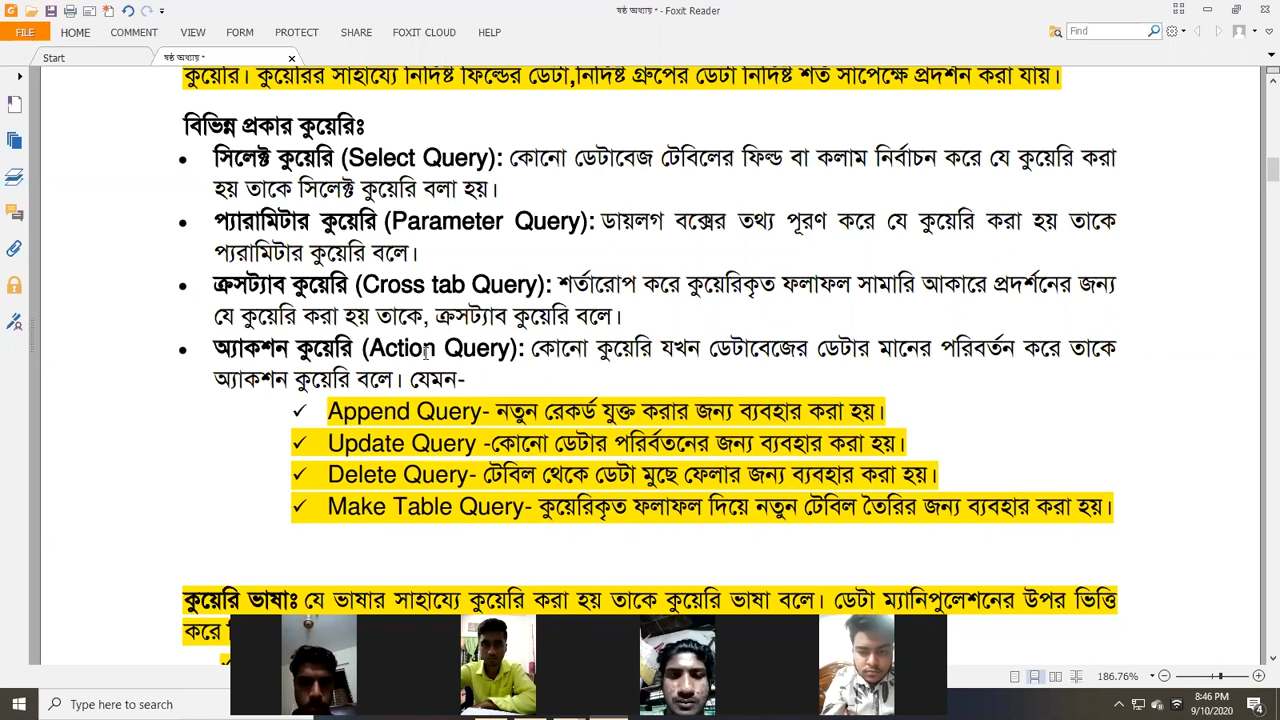 ষষ্ঠ অধ্যায় * - Foxit Reader
FILE HOME COMMENT VIEW FORM PROTECT SHARE FOXIT CLOUD HELP Find
Start ষষ্ঠ অধ্যায় *
কুয়েরি। কুয়েরির সাহায্যে নির্দিষ্ট ফিল্ডের ডেটা,নির্দিষ্ট গ্রুপের ডেটা নির্দিষ্ট শর্ত সাপেক্ষে প্রদর্শন করা যায়।
বিভিন্ন প্রকার কুয়েরিঃ
• সিলেক্ট কুয়েরি (Select Query): কোনো ডেটাবেজ টেবিলের ফিল্ড বা কলাম নির্বাচন করে যে কুয়েরি করা
হয় তাকে সিলেক্ট কুয়েরি বলা হয়।
• প্যারামিটার কুয়েরি (Parameter Query): ডায়লগ বক্সের তথ্য পূরণ করে যে কুয়েরি করা হয় তাকে
প্যরামিটার কুয়েরি বলে।
• ক্রসট্যাব কুয়েরি (Cross tab Query): শর্তারোপ করে কুয়েরিকৃত ফলাফল সামারি আকারে প্রদর্শনের জন্য
যে কুয়েরি করা হয় তাকে, ক্রসট্যাব কুয়েরি বলে।
• অ্যাকশন কুয়েরি (Action Query): কোনো কুয়েরি যখন ডেটাবেজের ডেটার মানের পরিবর্তন করে তাকে
অ্যাকশন কুয়েরি বলে। যেমন-
✓ Append Query- নতুন রেকর্ড যুক্ত করার জন্য ব্যবহার করা হয়।
✓ Update Query -কোনো ডেটার পরিবর্তনের জন্য ব্যবহার করা হয়।
✓ Delete Query- টেবিল থেকে ডেটা মুছে ফেলার জন্য ব্যবহার করা হয়।
✓ Make Table Query- কুয়েরিকৃত ফলাফল দিয়ে নতুন টেবিল তৈরির জন্য ব্যবহার করা হয়।
কুয়েরি ভাষাঃ যে ভাষার সাহায্যে কুয়েরি করা হয় তাকে কুয়েরি ভাষা বলে। ডেটা ম্যানিপুলেশনের উপর ভিত্তি
করে
186.76%
Type here to search
8:46 PM
9/10/2020